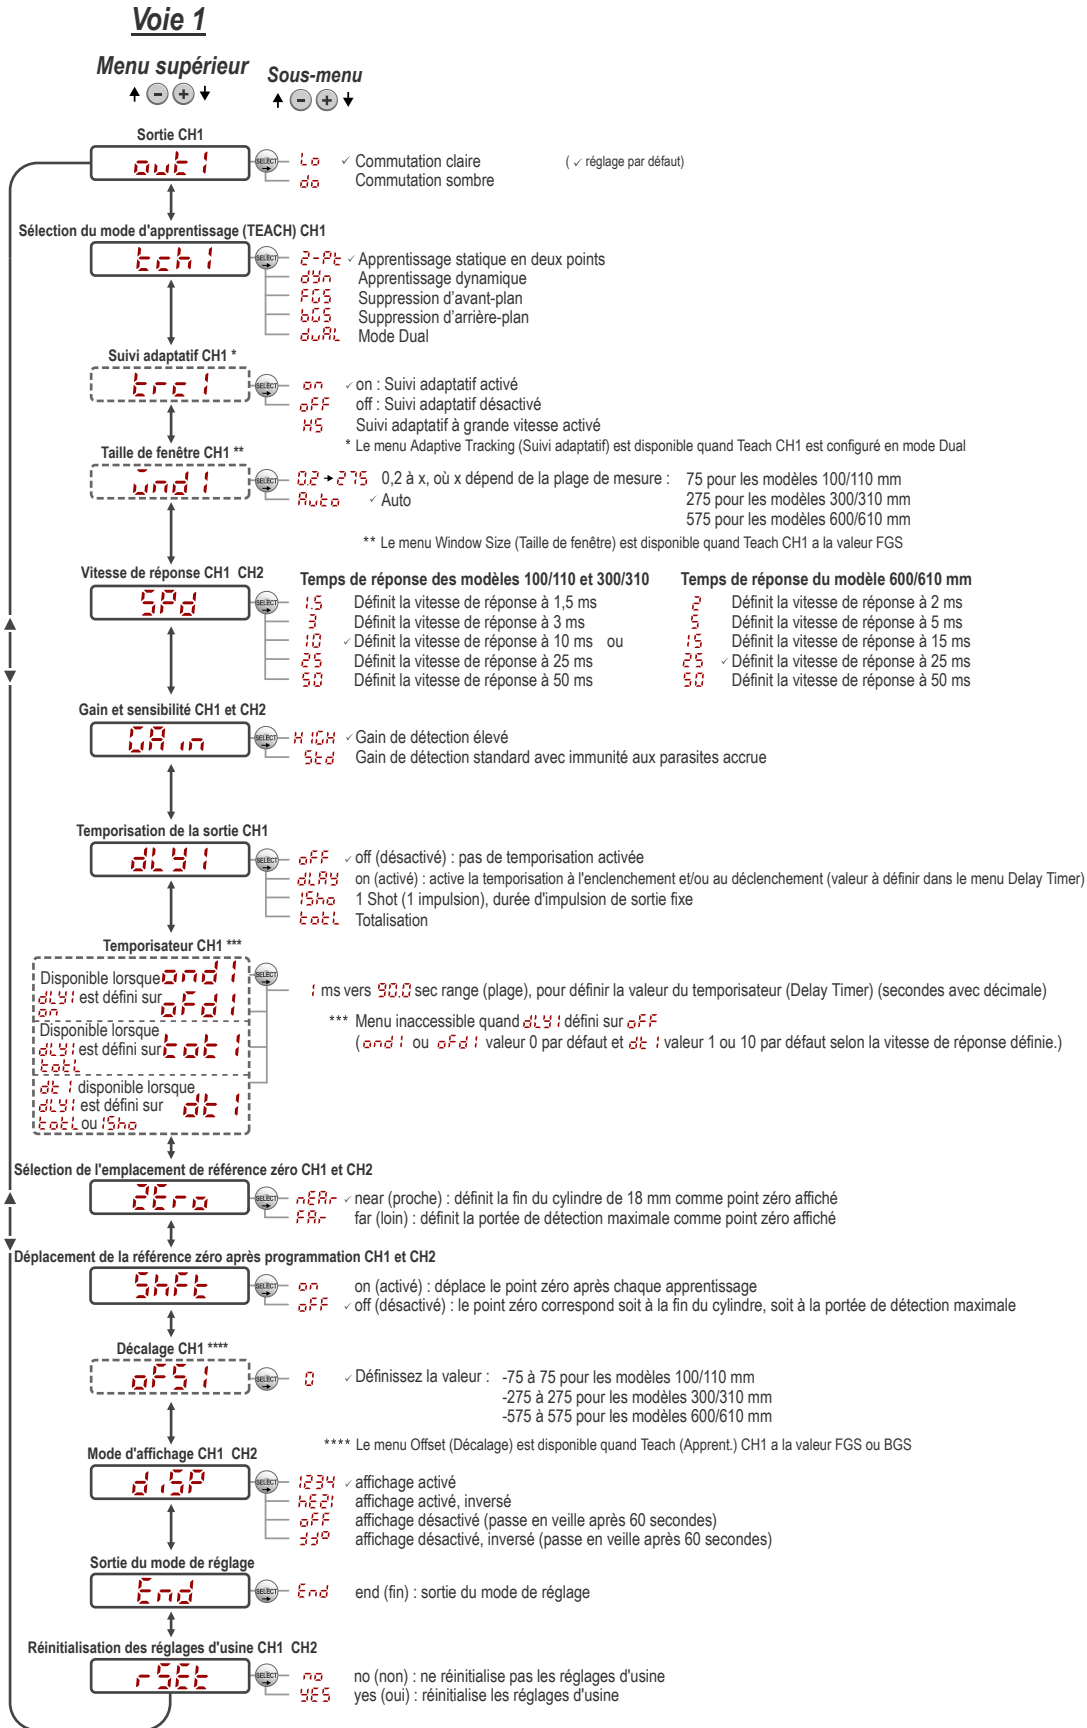 Voie 1
Menu supérieur
Sous-menu
Sortie CH1
out1
SELECT
Lo ✓ Commutation claire
( ✓ réglage par défaut)
do Commutation sombre
Sélection du mode d'apprentissage (TEACH) CH1
tch1
SELECT
2-Pt ✓ Apprentissage statique en deux points
dyn Apprentissage dynamique
FGS Suppression d'avant-plan
bGS Suppression d'arrière-plan
duAL Mode Dual
Suivi adaptatif CH1 *
trc1
SELECT
on ✓ on : Suivi adaptatif activé
oFF off : Suivi adaptatif désactivé
HS Suivi adaptatif à grande vitesse activé
* Le menu Adaptive Tracking (Suivi adaptatif) est disponible quand Teach CH1 est configuré en mode Dual
Taille de fenêtre CH1 **
wnd1
SELECT
0.2 → 275 0,2 à x, où x dépend de la plage de mesure : 75 pour les modèles 100/110 mm
Auto ✓ Auto
275 pour les modèles 300/310 mm
575 pour les modèles 600/610 mm
** Le menu Window Size (Taille de fenêtre) est disponible quand Teach CH1 a la valeur FGS
Vitesse de réponse CH1 CH2
SPd
SELECT
Temps de réponse des modèles 100/110 et 300/310
1.5 Définit la vitesse de réponse à 1,5 ms
3 Définit la vitesse de réponse à 3 ms
10 ✓ Définit la vitesse de réponse à 10 ms ou
25 Définit la vitesse de réponse à 25 ms
50 Définit la vitesse de réponse à 50 ms
Temps de réponse du modèle 600/610 mm
2 Définit la vitesse de réponse à 2 ms
5 Définit la vitesse de réponse à 5 ms
15 Définit la vitesse de réponse à 15 ms
25 ✓ Définit la vitesse de réponse à 25 ms
50 Définit la vitesse de réponse à 50 ms
Gain et sensibilité CH1 et CH2
GAin
SELECT
HIGH ✓ Gain de détection élevé
Std Gain de détection standard avec immunité aux parasites accrue
Temporisation de la sortie CH1
dLY1
SELECT
oFF ✓ off (désactivé) : pas de temporisation activée
dLAY on (activé) : active la temporisation à l'enclenchement et/ou au déclenchement (valeur à définir dans le menu Delay Timer)
1Sho 1 Shot (1 impulsion), durée d'impulsion de sortie fixe
totL Totalisation
Temporisateur CH1 ***
Disponible lorsque ond1
dLY1 est défini sur oFd1
on
Disponible lorsque
dLY1 est défini sur tot1
totL
dt1 disponible lorsque
dLY1 est défini sur dt1
totL ou 1Sho
SELECT
1 ms vers 90.0 sec range (plage), pour définir la valeur du temporisateur (Delay Timer) (secondes avec décimale)
*** Menu inaccessible quand dLY1 défini sur oFF
( ond1 ou oFd1 valeur 0 par défaut et dt1 valeur 1 ou 10 par défaut selon la vitesse de réponse définie.)
Sélection de l'emplacement de référence zéro CH1 et CH2
ZEro
SELECT
nEAr ✓ near (proche) : définit la fin du cylindre de 18 mm comme point zéro affiché
FAr far (loin) : définit la portée de détection maximale comme point zéro affiché
Déplacement de la référence zéro après programmation CH1 et CH2
ShFt
SELECT
on on (activé) : déplace le point zéro après chaque apprentissage
oFF ✓ off (désactivé) : le point zéro correspond soit à la fin du cylindre, soit à la portée de détection maximale
Décalage CH1 ****
oFS1
SELECT
0 ✓ Définissez la valeur : -75 à 75 pour les modèles 100/110 mm
-275 à 275 pour les modèles 300/310 mm
-575 à 575 pour les modèles 600/610 mm
**** Le menu Offset (Décalage) est disponible quand Teach (Apprent.) CH1 a la valeur FGS ou BGS
Mode d'affichage CH1 CH2
diSP
SELECT
1234 ✓ affichage activé
hEZ1 affichage activé, inversé
oFF affichage désactivé (passe en veille après 60 secondes)
affichage désactivé, inversé (passe en veille après 60 secondes)
Sortie du mode de réglage
End
SELECT
End end (fin) : sortie du mode de réglage
Réinitialisation des réglages d'usine CH1 CH2
rSEt
SELECT
no no (non) : ne réinitialise pas les réglages d'usine
YES yes (oui) : réinitialise les réglages d'usine